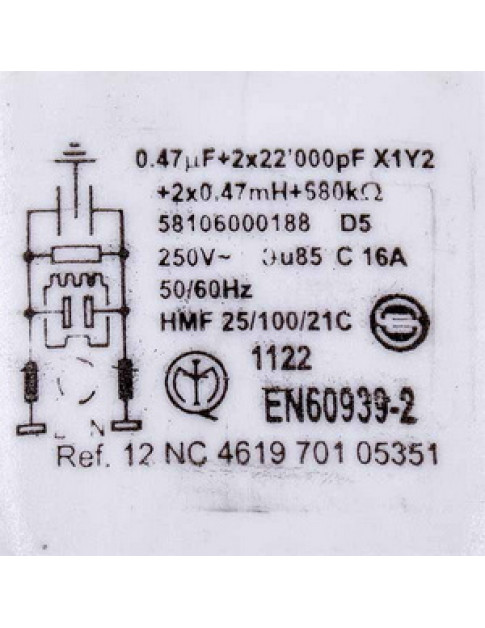 0.47µF+2x22'000pF X1Y2
+2x0.47mH+680kΩ
58106000188 D5
250V~ u85 C 16A
50/60Hz
HMF 25/100/21C
1122
EN60939-2
L N
Ref. 12 NC 4619 701 05351